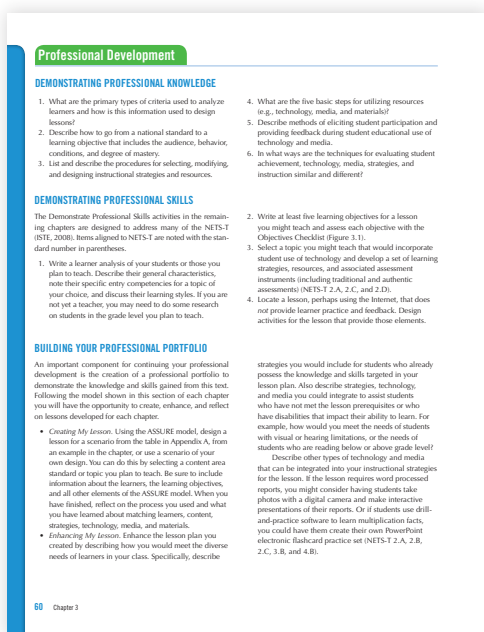 Professional Development
DEMONSTRATING PROFESSIONAL KNOWLEDGE
1. What are the primary types of criteria used to analyze
learners and how is this information used to design
lessons?
2. Describe how to go from a national standard to a
learning objective that includes the audience, behavior,
conditions, and degree of mastery.
3. List and describe the procedures for selecting, modifying,
and designing instructional strategies and resources.
4. What are the five basic steps for utilizing resources
(e.g., technology, media, and materials)?
5. Describe methods of eliciting student participation and
providing feedback during student educational use of
technology and media.
6. In what ways are the techniques for evaluating student
achievement, technology, media, strategies, and
instruction similar and different?
DEMONSTRATING PROFESSIONAL SKILLS
The Demonstrate Professional Skills activities in the remain-
ing chapters are designed to address many of the NETS-T
(ISTE, 2008). Items aligned to NETS-T are noted with the stan-
dard number in parentheses.
1. Write a learner analysis of your students or those you
plan to teach. Describe their general characteristics,
note their specific entry competencies for a topic of
your choice, and discuss their learning styles. If you are
not yet a teacher, you may need to do some research
on students in the grade level you plan to teach.
2. Write at least five learning objectives for a lesson
you might teach and assess each objective with the
Objectives Checklist (Figure 3.1).
3. Select a topic you might teach that would incorporate
student use of technology and develop a set of learning
strategies, resources, and associated assessment
instruments (including traditional and authentic
assessments) (NETS-T 2.A, 2.C, and 2.D).
4. Locate a lesson, perhaps using the Internet, that does
not provide learner practice and feedback. Design
activities for the lesson that provide those elements.
BUILDING YOUR PROFESSIONAL PORTFOLIO
An important component for continuing your professional
development is the creation of a professional portfolio to
demonstrate the knowledge and skills gained from this text.
Following the model shown in this section of each chapter
you will have the opportunity to create, enhance, and reflect
on lessons developed for each chapter.
• Creating My Lesson. Using the ASSURE model, design a
lesson for a scenario from the table in Appendix A, from
an example in the chapter, or use a scenario of your
own design. You can do this by selecting a content area
standard or topic you plan to teach. Be sure to include
information about the learners, the learning objectives,
and all other elements of the ASSURE model. When you
have finished, reflect on the process you used and what
you have learned about matching learners, content,
strategies, technology, media, and materials.
• Enhancing My Lesson. Enhance the lesson plan you
created by describing how you would meet the diverse
needs of learners in your class. Specifically, describe
strategies you would include for students who already
possess the knowledge and skills targeted in your
lesson plan. Also describe strategies, technology,
and media you could integrate to assist students
who have not met the lesson prerequisites or who
have disabilities that impact their ability to learn. For
example, how would you meet the needs of students
with visual or hearing limitations, or the needs of
students who are reading below or above grade level?
Describe other types of technology and media
that can be integrated into your instructional strategies
for the lesson. If the lesson requires word processed
reports, you might consider having students take
photos with a digital camera and make interactive
presentations of their reports. Or if students use drill-
and-practice software to learn multiplication facts,
you could have them create their own PowerPoint
electronic flashcard practice set (NETS-T 2.A, 2.B,
2.C, 3.B, and 4.B).
60 Chapter 3